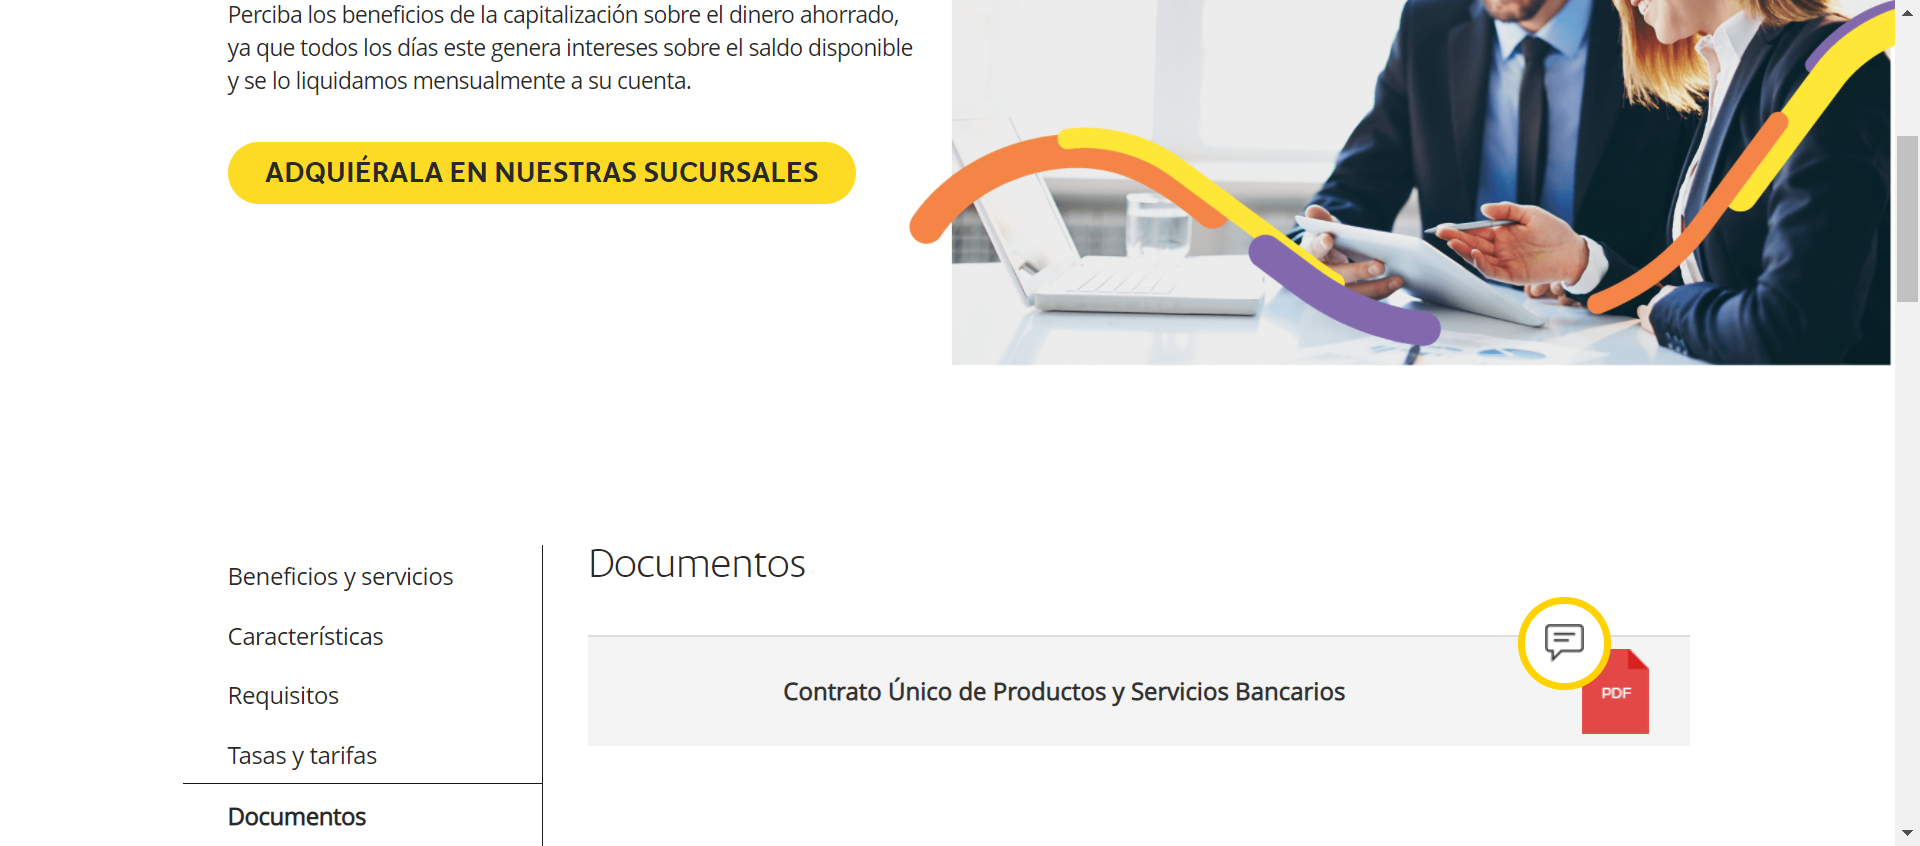 Perciba los beneficios de la capitalización sobre el dinero ahorrado,
ya que todos los días este genera intereses sobre el saldo disponible
y se lo liquidamos mensualmente a su cuenta.
ADQUIÉRALA EN NUESTRAS SUCURSALES
Beneficios y servicios
Características
Requisitos
Tasas y tarifas
Documentos
Documentos
Contrato Único de Productos y Servicios Bancarios
PDF